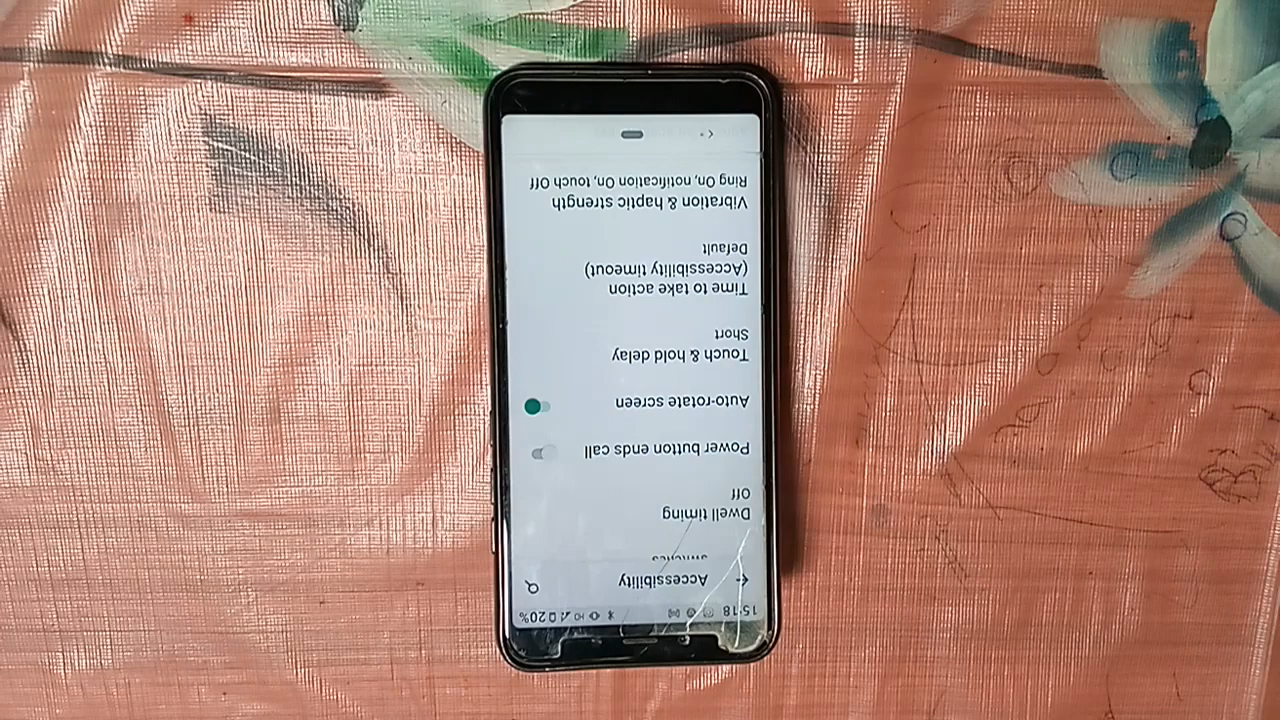 15:18 20%
Accessibility
switches
Dwell timing
Off
Power button ends call
Auto-rotate screen
Touch & hold delay
Short
Time to take action
(Accessibility timeout)
Default
Vibration & haptic strength
Ring On, notification On, touch Off